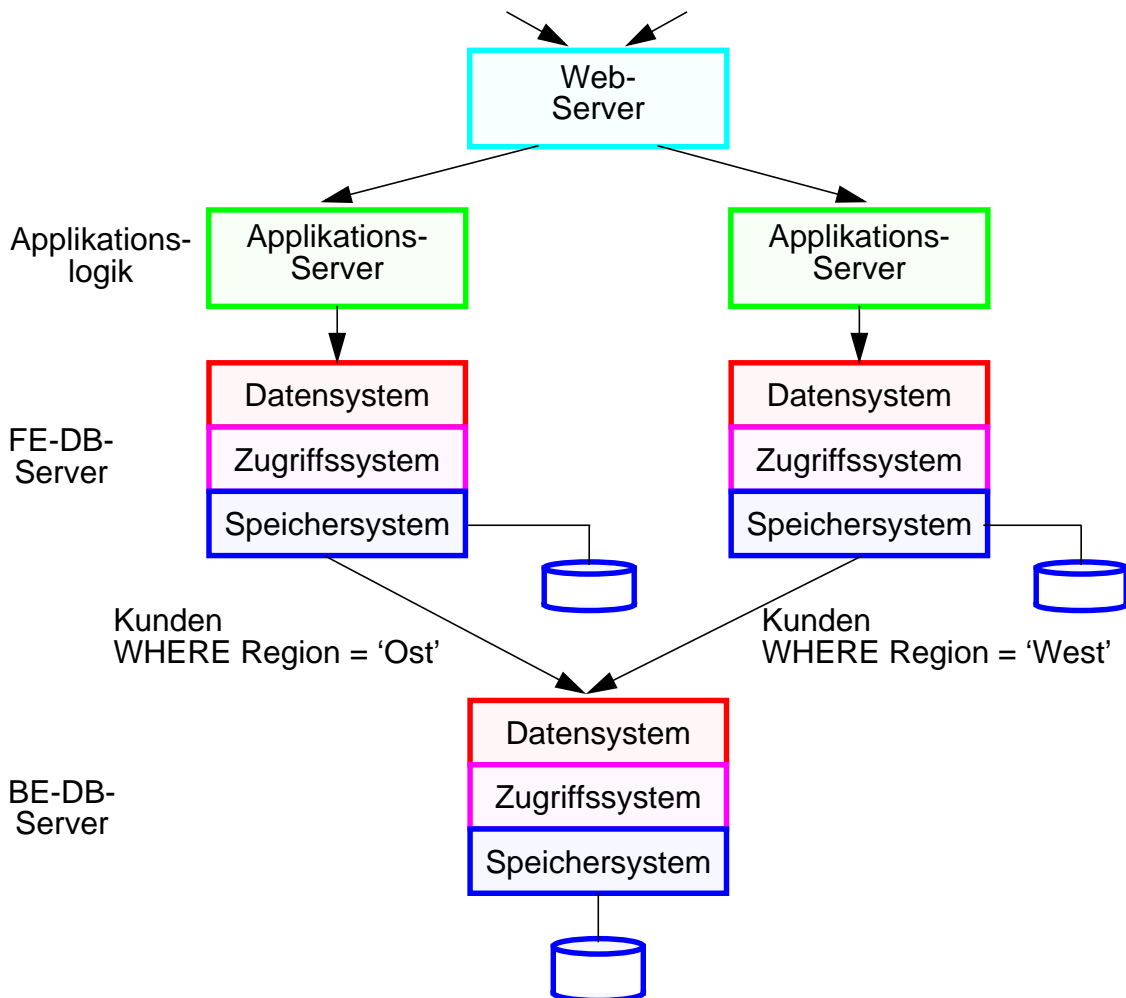 Web-
Server
Applikations-
logik
Applikations-
Server
Applikations-
Server
FE-DB-
Server
Datensystem
Zugriffssystem
Speichersystem
Datensystem
Zugriffssystem
Speichersystem
Kunden
WHERE Region = ‘Ost’
Kunden
WHERE Region = ‘West’
BE-DB-
Server
Datensystem
Zugriffssystem
Speichersystem